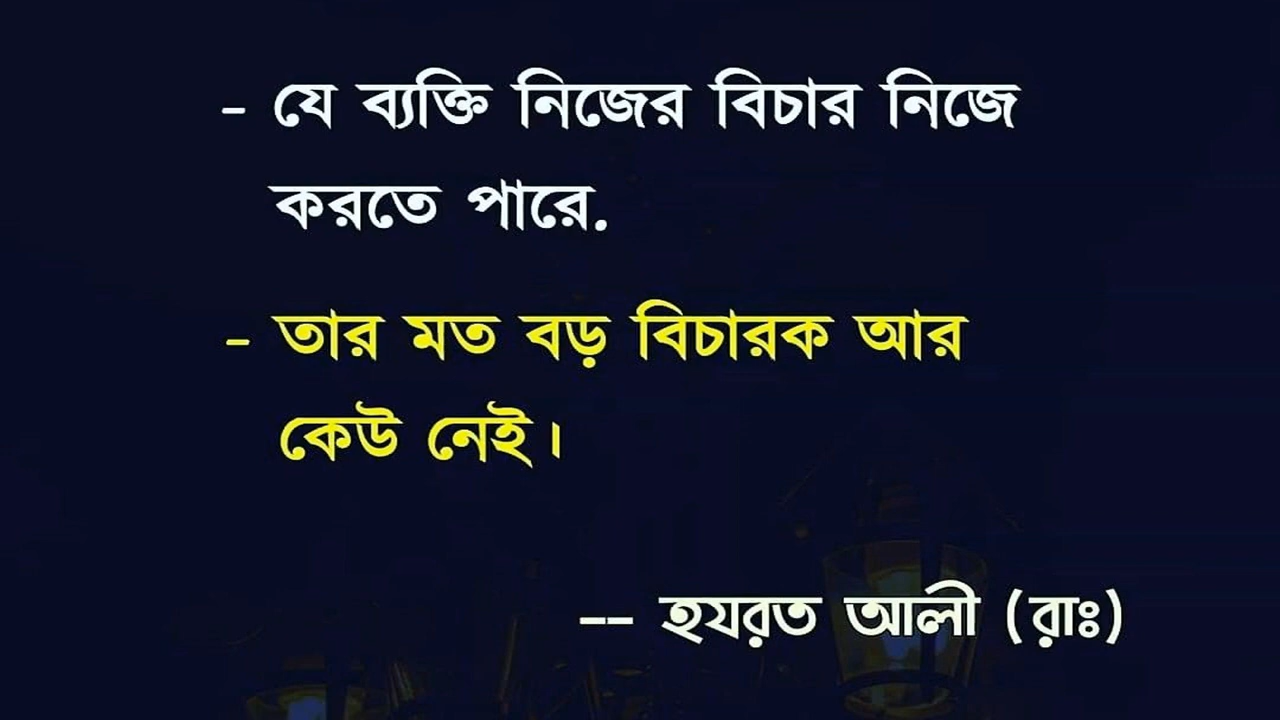 - যে ব্যক্তি নিজের বিচার নিজে
করতে পারে.
- তার মত বড় বিচারক আর
কেউ নেই।
-- হযরত আলী (রাঃ)